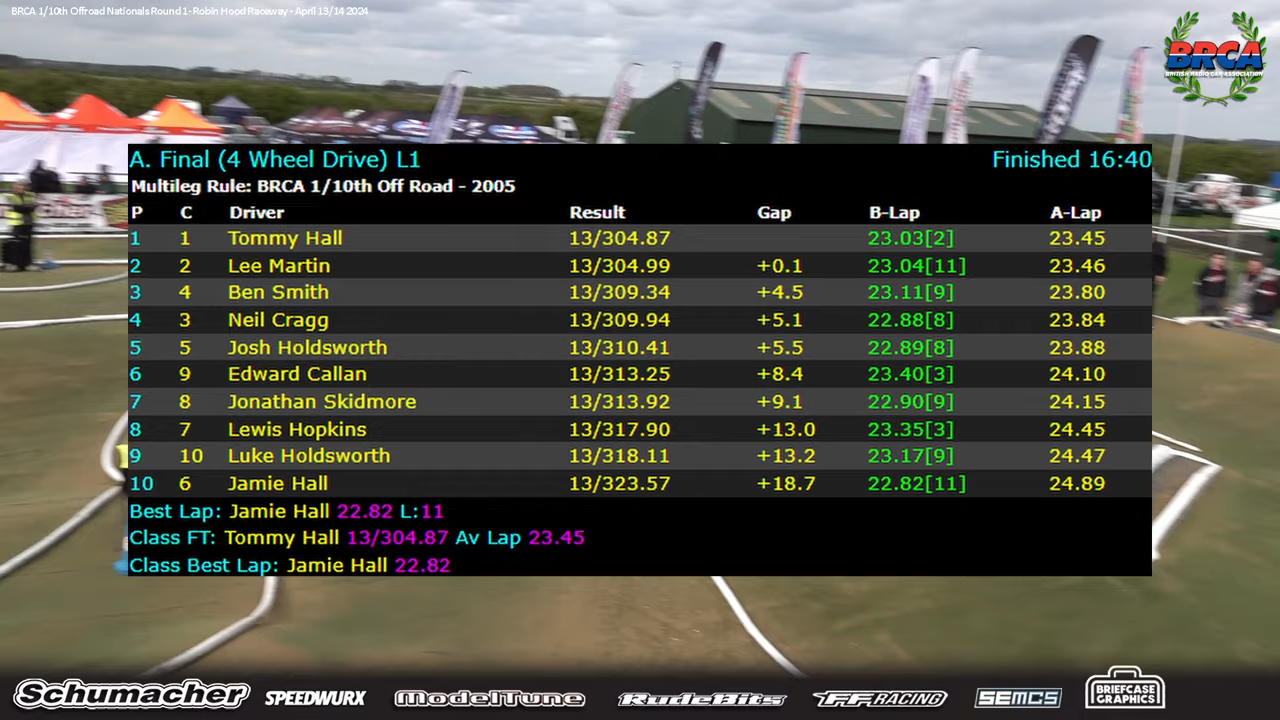 BRCA 1/10th Offroad Nationals Round 1 - Robin Hood Raceway - April 13/14 2024
BRCA
BRITISH RADIO CAR ASSOCIATION
A. Final (4 Wheel Drive) L1 Finished 16:40
Multileg Rule: BRCA 1/10th Off Road - 2005
P C Driver Result Gap B-Lap A-Lap
1 1 Tommy Hall 13/304.87 23.03[2] 23.45
2 2 Lee Martin 13/304.99 +0.1 23.04[11] 23.46
3 4 Ben Smith 13/309.34 +4.5 23.11[9] 23.80
4 3 Neil Cragg 13/309.94 +5.1 22.88[8] 23.84
5 5 Josh Holdsworth 13/310.41 +5.5 22.89[8] 23.88
6 9 Edward Callan 13/313.25 +8.4 23.40[3] 24.10
7 8 Jonathan Skidmore 13/313.92 +9.1 22.90[9] 24.15
8 7 Lewis Hopkins 13/317.90 +13.0 23.35[3] 24.45
9 10 Luke Holdsworth 13/318.11 +13.2 23.17[9] 24.47
10 6 Jamie Hall 13/323.57 +18.7 22.82[11] 24.89
Best Lap: Jamie Hall 22.82 L:11
Class FT: Tommy Hall 13/304.87 Av Lap 23.45
Class Best Lap: Jamie Hall 22.82
Schumacher SPEEDWURX ModelTune RudeBits FF RACING SEMCS BRIEFCASE GRAPHICS